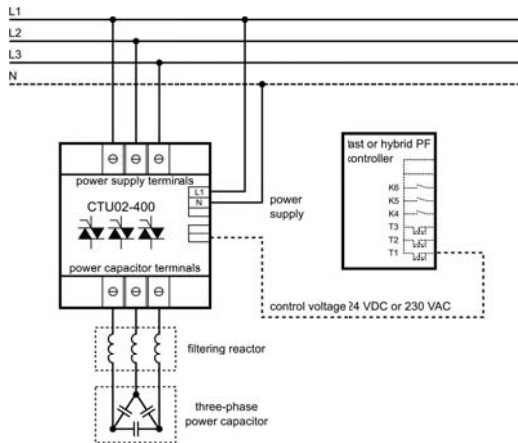 L1
L2
L3
N
power supply terminals
CTU02-400
L1
N
power
supply
power capacitor terminals
ast or hybrid PF
controller
K6
K5
K4
T3
T2
T1
control voltage 24 VDC or 230 VAC
filtering reactor
three-phase
power capacitor